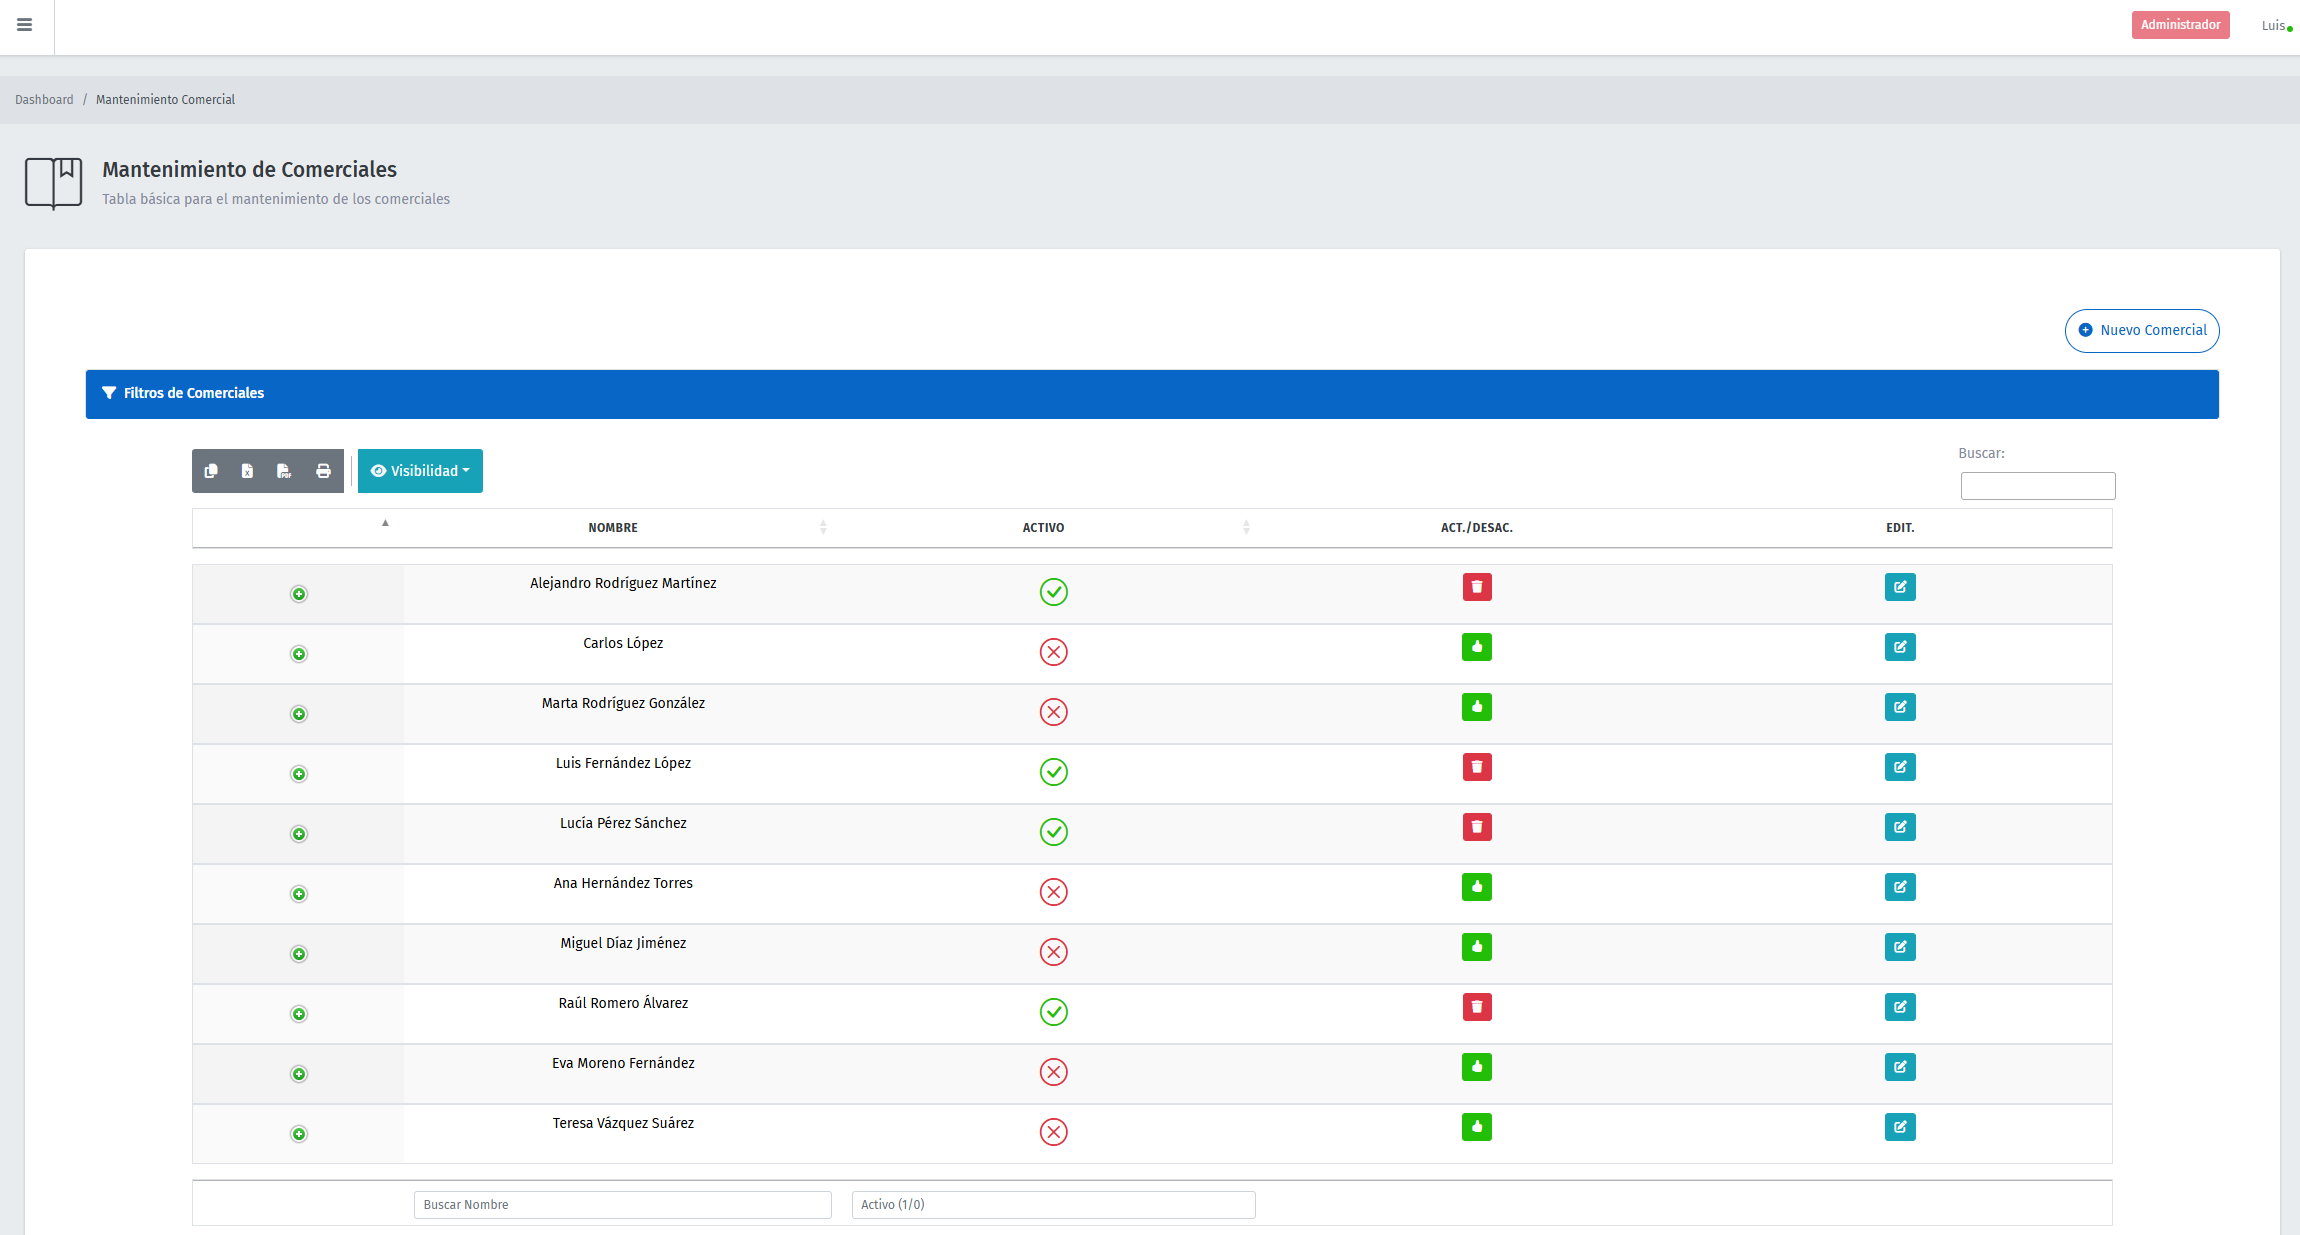 Administrador
Luis
Dashboard / Mantenimiento Comercial
Mantenimiento de Comerciales
Tabla básica para el mantenimiento de los comerciales
Nuevo Comercial
Filtros de Comerciales
Visibilidad
Buscar:
NOMBRE ACTIVO ACT./DESAC. EDIT.
Alejandro Rodríguez Martínez
Carlos López
Marta Rodríguez González
Luis Fernández López
Lucía Pérez Sánchez
Ana Hernández Torres
Miguel Díaz Jiménez
Raúl Romero Álvarez
Eva Moreno Fernández
Teresa Vázquez Suárez
Buscar Nombre Activo (1/0)